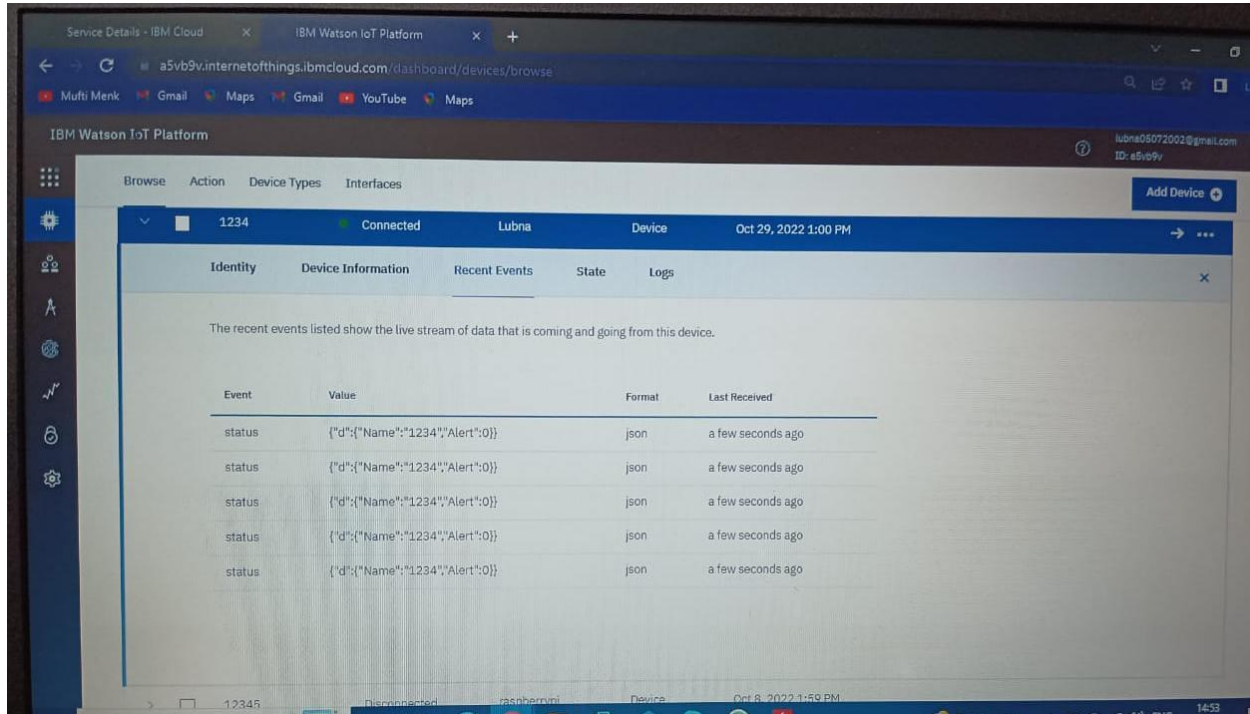 Service Details - IBM Cloud IBM Watson IoT Platform
a5vb9v.internetofthings.ibmcloud.com/dashboard/devices/browse
Mufti Menk Gmail Maps Gmail YouTube Maps
IBM Watson IoT Platform
lubna05072002@gmail.com
ID: a5vb9v
Browse Action Device Types Interfaces
Add Device
1234 Connected Lubna Device Oct 29, 2022 1:00 PM
Identity Device Information Recent Events State Logs
The recent events listed show the live stream of data that is coming and going from this device.
Event Value Format Last Received
status {"d":{"Name":"1234","Alert":0}} json a few seconds ago
status {"d":{"Name":"1234","Alert":0}} json a few seconds ago
status {"d":{"Name":"1234","Alert":0}} json a few seconds ago
status {"d":{"Name":"1234","Alert":0}} json a few seconds ago
status {"d":{"Name":"1234","Alert":0}} json a few seconds ago
12345 Disconnected raspberrypi Device Oct 8, 2022 1:59 PM
14:53